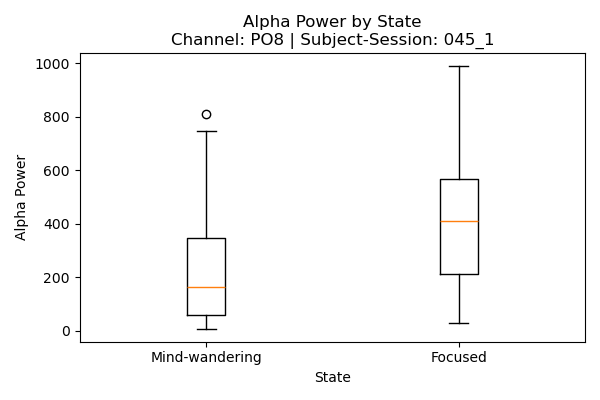 Alpha Power by State
Channel: PO8 | Subject-Session: 045_1
1000
800
600
400
200
0
Alpha Power
Mind-wandering
Focused
State